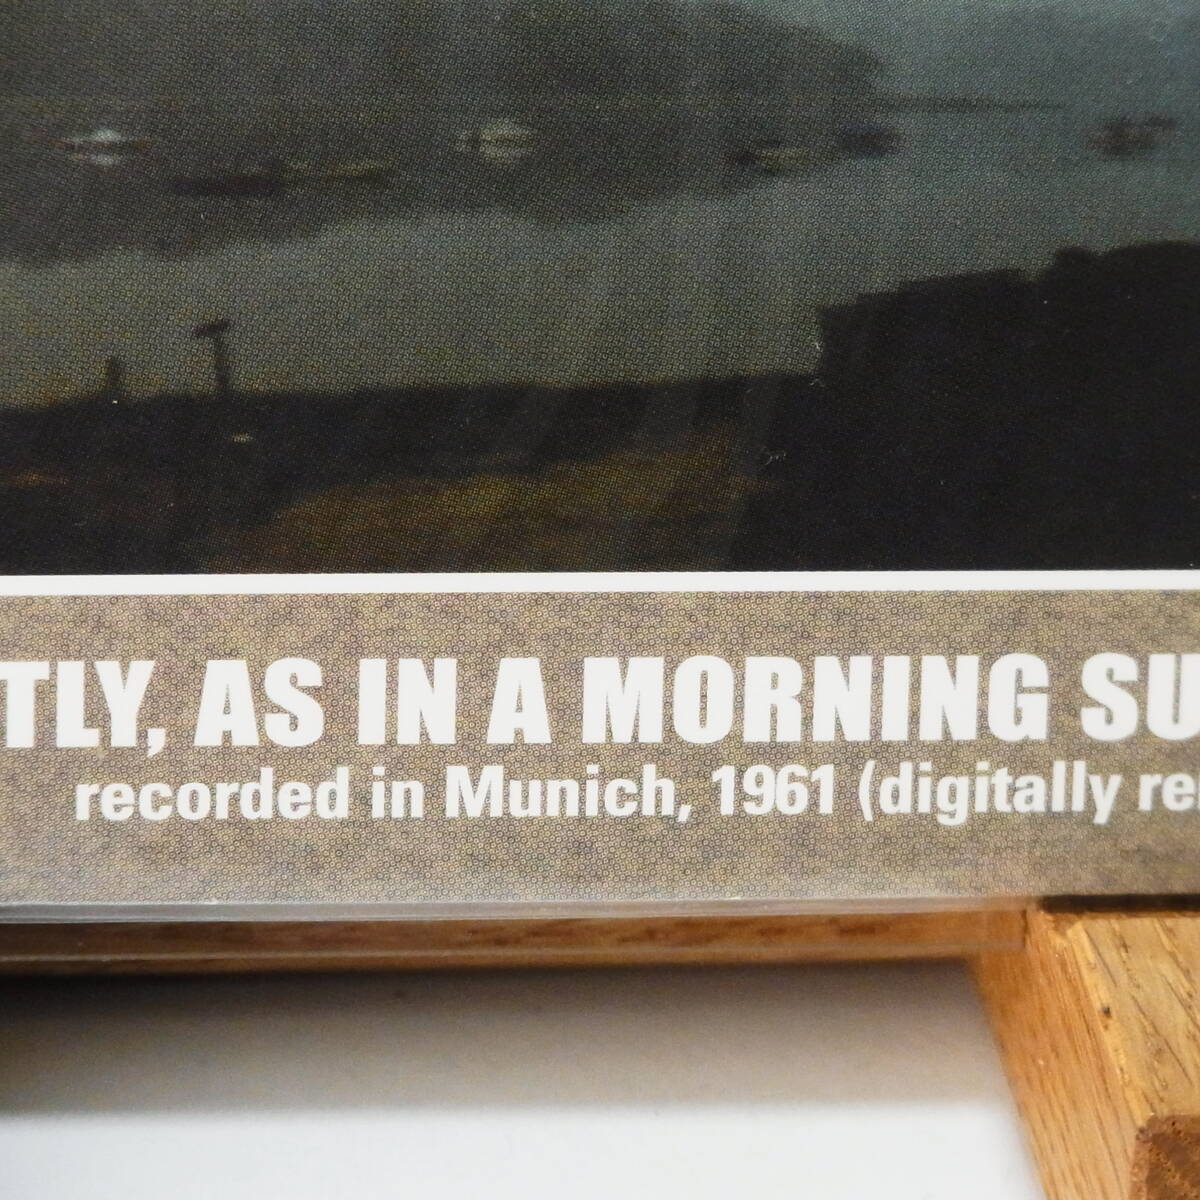 TLY, AS IN A MORNING SU
recorded in Munich, 1961 (digitally re